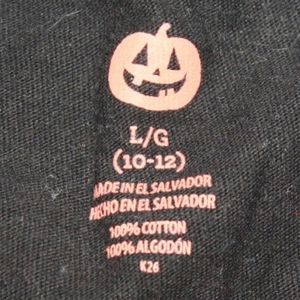 L/G
(10-12)
MADE IN EL SALVADOR
HECHO EN EL SALVADOR
100% COTTON
100% ALGODÓN
K26